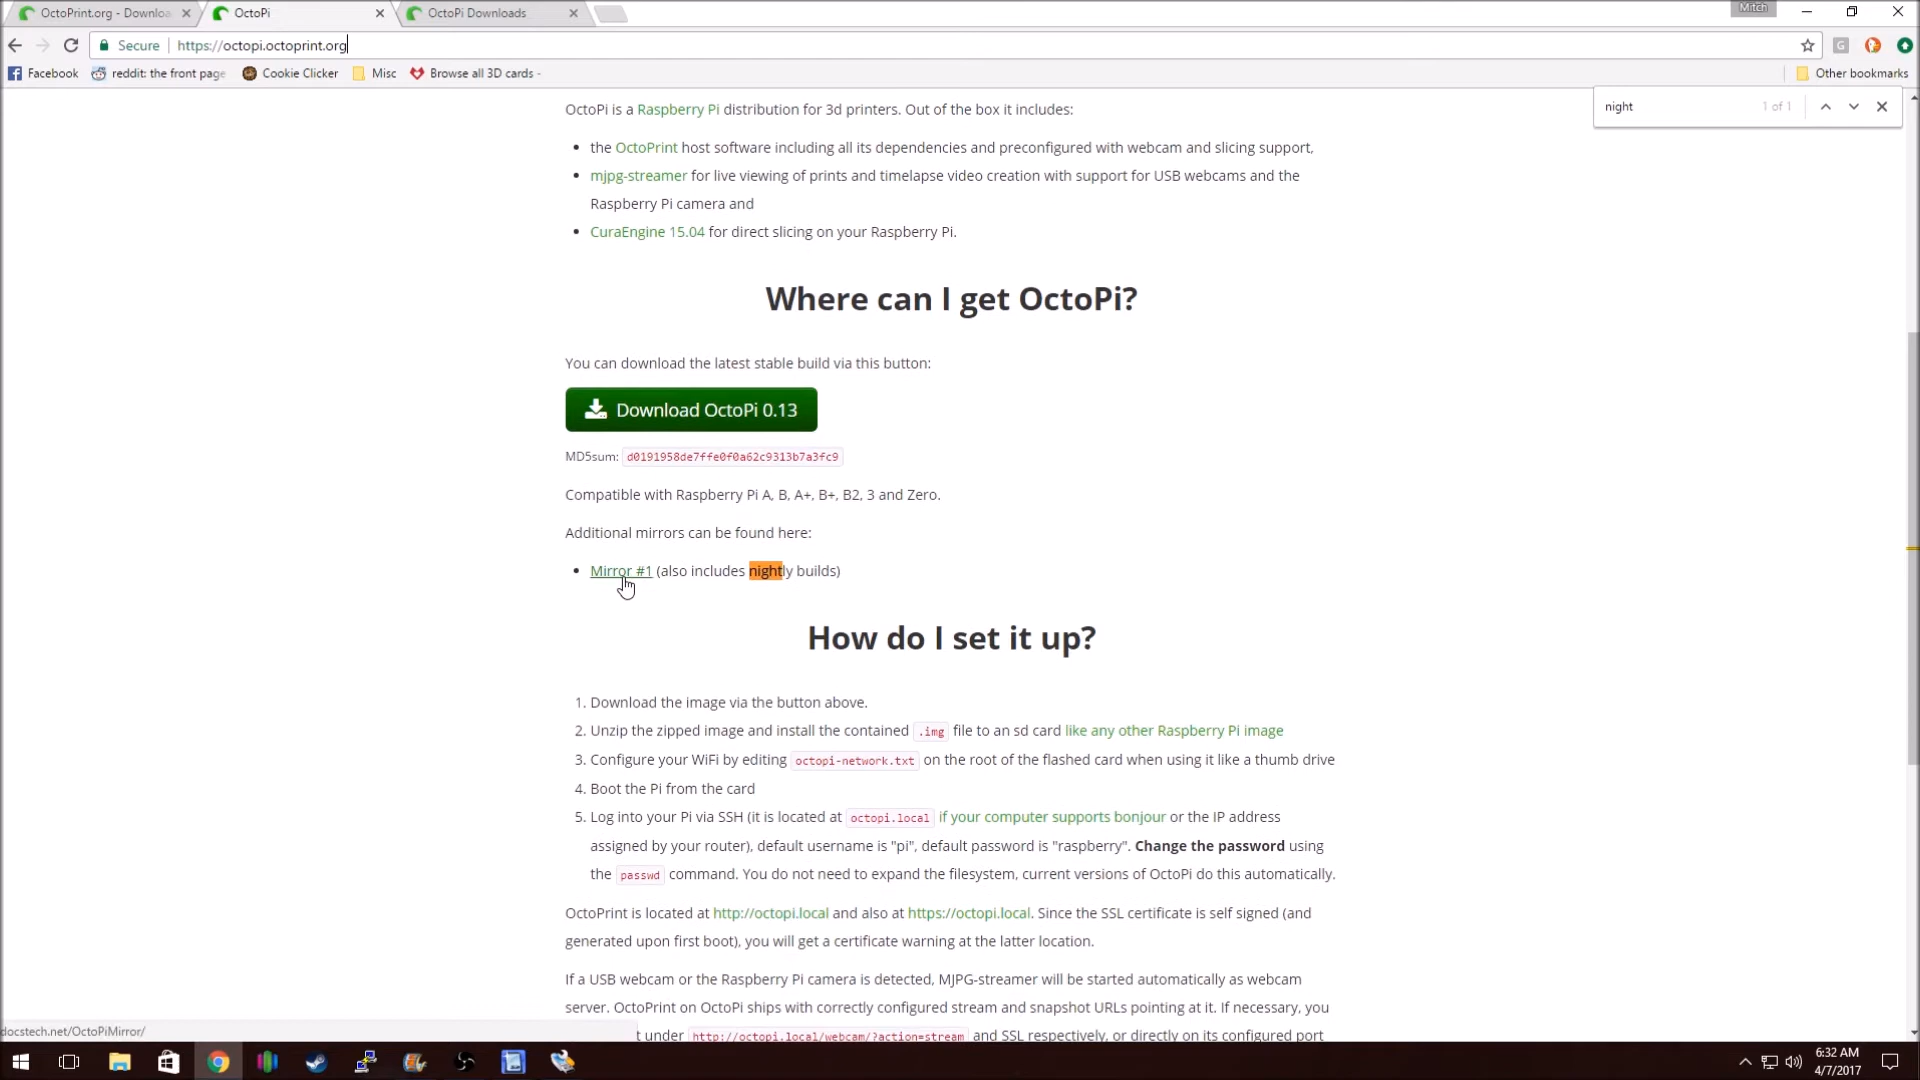 OctoPrint.org - Downloa
OctoPi
OctoPi Downloads
Mitch
Secure
https://octopi.octoprint.org
Facebook
reddit: the front page
Cookie Clicker
Misc
Browse all 3D cards -
Other bookmarks
night
1 of 1
OctoPi is a Raspberry Pi distribution for 3d printers. Out of the box it includes:
the OctoPrint host software including all its dependencies and preconfigured with webcam and slicing support,
mjpg-streamer for live viewing of prints and timelapse video creation with support for USB webcams and the
Raspberry Pi camera and
CuraEngine 15.04 for direct slicing on your Raspberry Pi.
Where can I get OctoPi?
You can download the latest stable build via this button:
Download OctoPi 0.13
MD5sum: d0191958de7ffe0f0a62c9313b7a3fc9
Compatible with Raspberry Pi A, B, A+, B+, B2, 3 and Zero.
Additional mirrors can be found here:
Mirror #1 (also includes nightly builds)
How do I set it up?
1. Download the image via the button above.
2. Unzip the zipped image and install the contained .img file to an sd card like any other Raspberry Pi image
3. Configure your WiFi by editing octopi-network.txt on the root of the flashed card when using it like a thumb drive
4. Boot the Pi from the card
5. Log into your Pi via SSH (it is located at octopi.local if your computer supports bonjour or the IP address
assigned by your router), default username is "pi", default password is "raspberry". Change the password using
the passwd command. You do not need to expand the filesystem, current versions of OctoPi do this automatically.
OctoPrint is located at http://octopi.local and also at https://octopi.local. Since the SSL certificate is self signed (and
generated upon first boot), you will get a certificate warning at the latter location.
If a USB webcam or the Raspberry Pi camera is detected, MJPG-streamer will be started automatically as webcam
server. OctoPrint on OctoPi ships with correctly configured stream and snapshot URLs pointing at it. If necessary, you
t under http://octopi.local/webcam/?action=stream and SSL respectively, or directly on its configured port
docstech.net/OctoPiMirror/
6:32 AM
4/7/2017